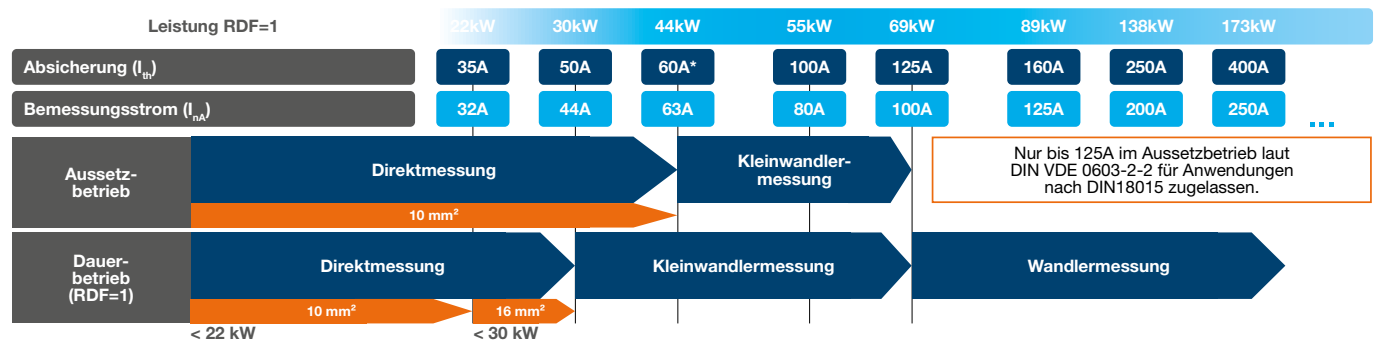 Leistung RDF=1 22kW 30kW 44kW 55kW 69kW 89kW 138kW 173kW
Absicherung (Ith) 35A 50A 60A* 100A 125A 160A 250A 400A
Bemessungsstrom (InA) 32A 44A 63A 80A 100A 125A 200A 250A ...
Aussetz-
betrieb
Direktmessung
Kleinwandler-
messung
Nur bis 125A im Aussetzbetrieb laut
DIN VDE 0603-2-2 für Anwendungen
nach DIN18015 zugelassen.
10 mm²
Dauer-
betrieb
(RDF=1)
Direktmessung
Kleinwandlermessung
Wandlermessung
10 mm²
16 mm²
< 22 kW
< 30 kW